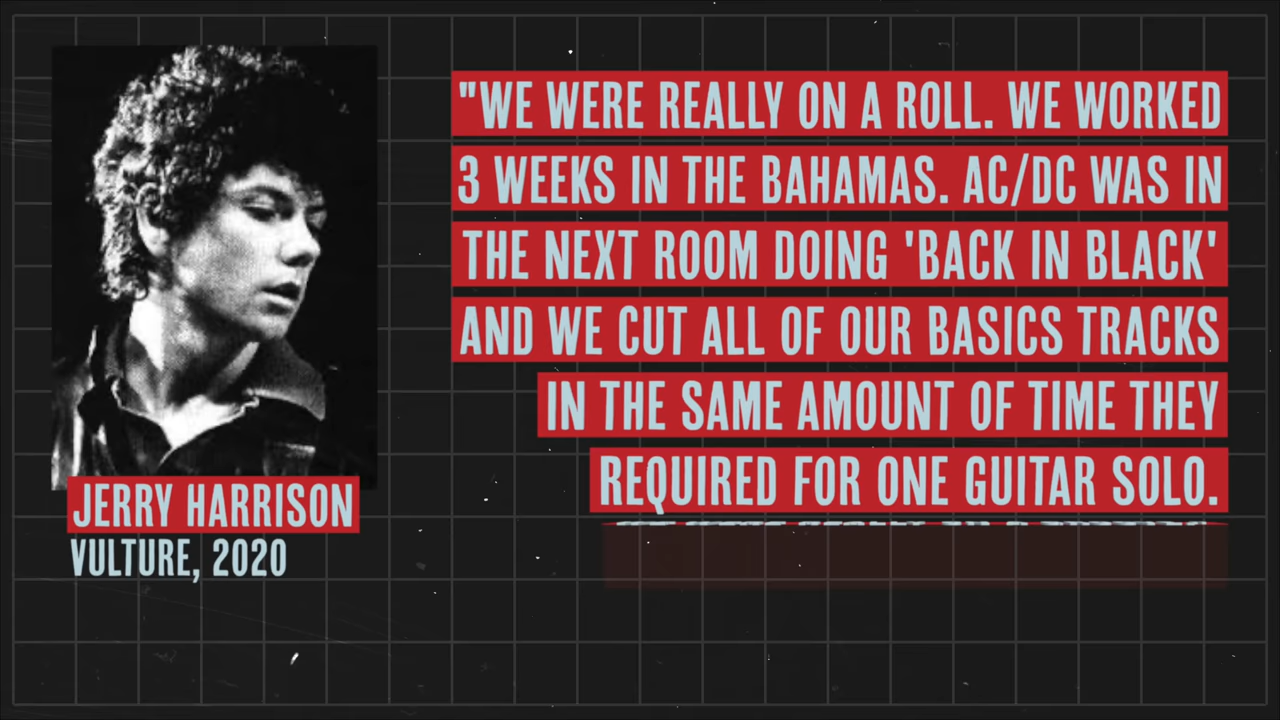 "WE WERE REALLY ON A ROLL. WE WORKED
3 WEEKS IN THE BAHAMAS. AC/DC WAS IN
THE NEXT ROOM DOING 'BACK IN BLACK'
AND WE CUT ALL OF OUR BASICS TRACKS
IN THE SAME AMOUNT OF TIME THEY
REQUIRED FOR ONE GUITAR SOLO.
JERRY HARRISON
VULTURE, 2020